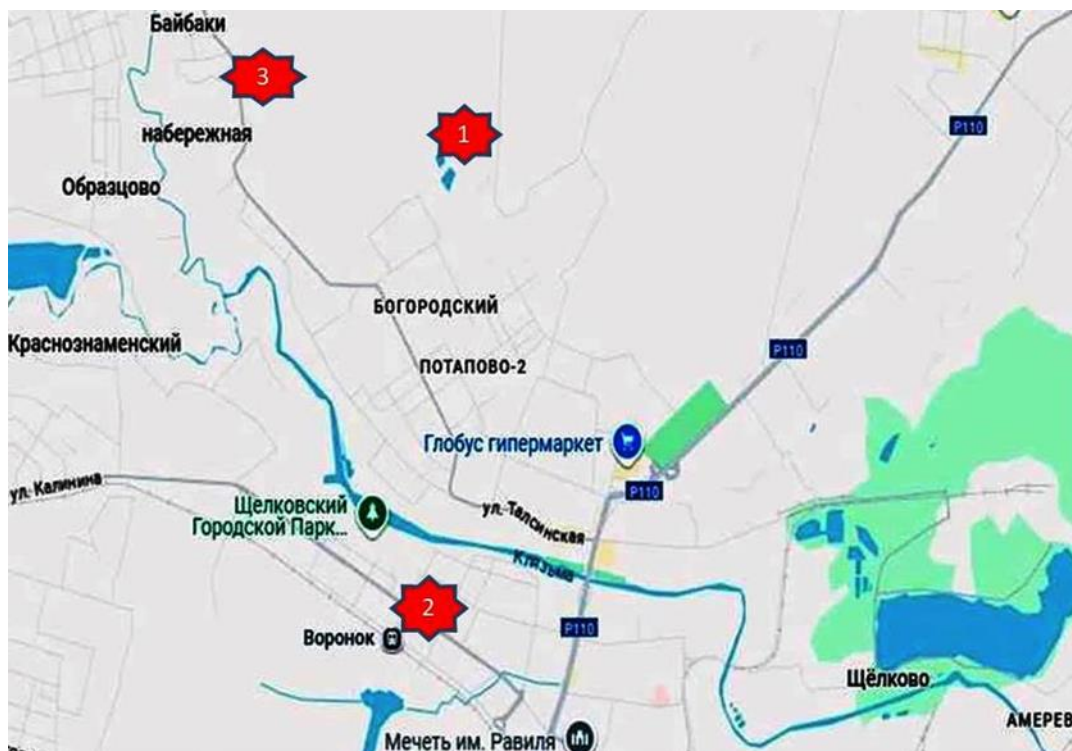 Байбаки
3
1
набережная
P110
Образцово
БОГОРОДСКИЙ
Краснознаменский
P110
ПОТАПОВО-2
Глобус гипермаркет
ул. Калинина
P110
Щелковский
Городской Парк...
ул. Талсинская
Клязьма
2
P110
Воронок
Щёлково
АМЕРЕВ
Мечеть им. Равиля